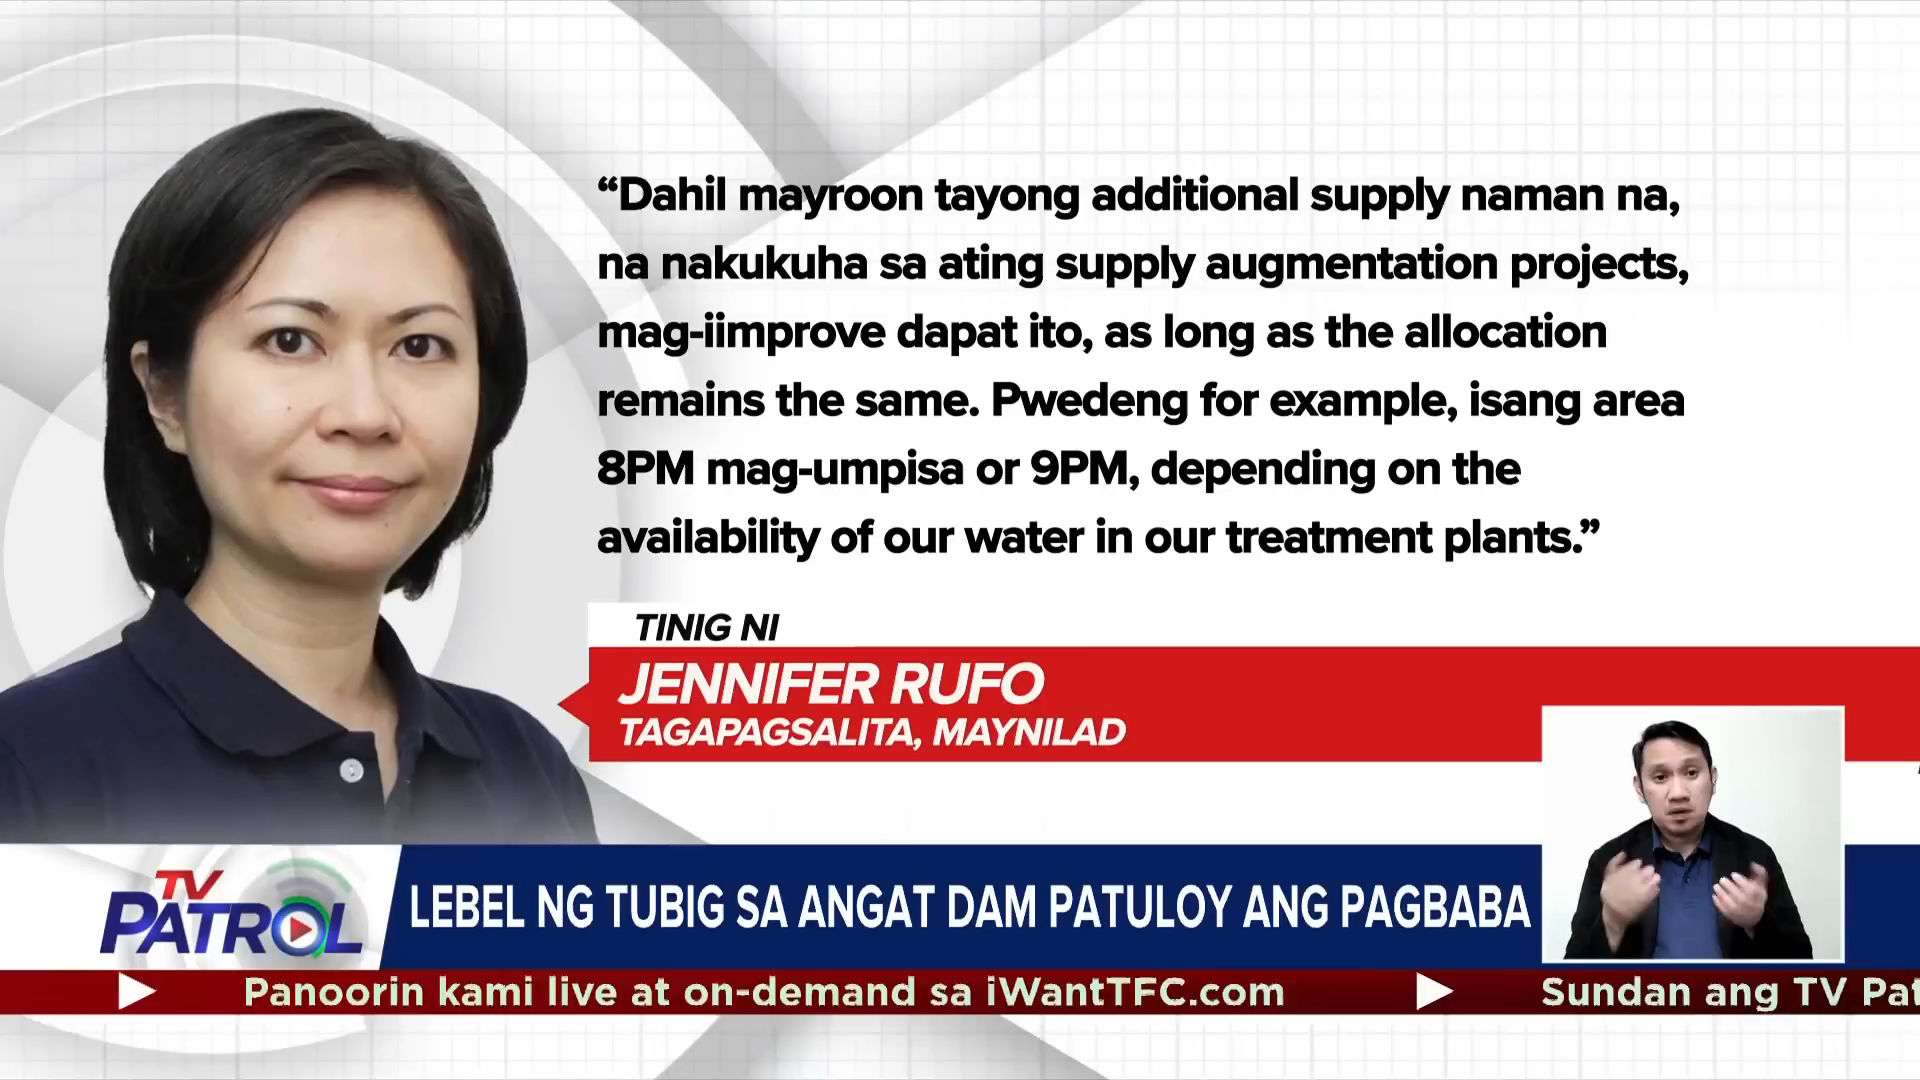 “Dahil mayroon tayong additional supply naman na,
na nakukuha sa ating supply augmentation projects,
mag-iimprove dapat ito, as long as the allocation
remains the same. Pwedeng for example, isang area
8PM mag-umpisa or 9PM, depending on the
availability of our water in our treatment plants.”
TINIG NI
JENNIFER RUFO
TAGAPAGSALITA, MAYNILAD
TV
PATROL
LEBEL NG TUBIG SA ANGAT DAM PATULOY ANG PAGBABA
Panoorin kami live at on-demand sa iWantTFC.com
Sundan ang TV Pat